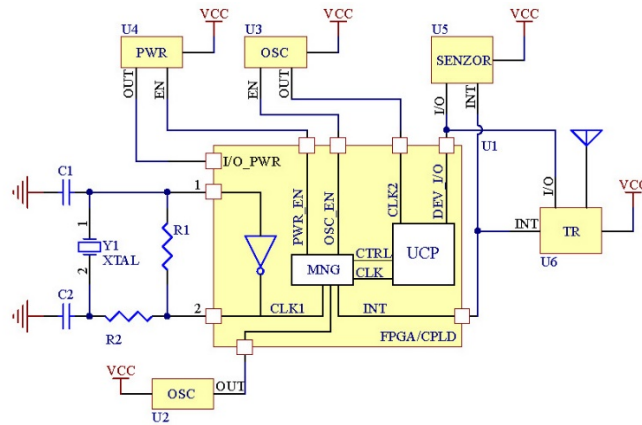 VCC
VCC
VCC
U4
U3
U5
PWR
OSC
SENZOR
OUT
EN
EN
OUT
I/O
INT
U1
I/O_PWR
C1
1
PWR_EN
OSC_EN
CLK2
DEV_I/O
I/O
VCC
1
Y1
XTAL
2
R1
UCP
INT
TR
CTRL
MNG
CLK
U6
C2
2
CLK1
INT
R2
FPGA/CPLD
VCC
OSC
OUT
U2